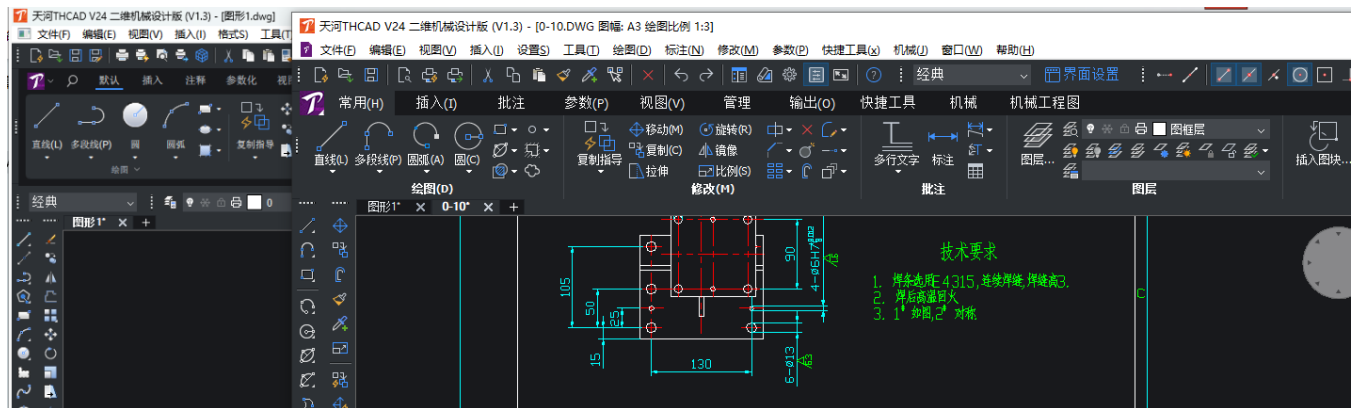 天河THCAD V24 二维机械设计版 (V1.3) - [图形1.dwg]
文件(F) 编辑(E) 视图(V) 插入(I) 格式(S) 工具(T)
默认 插入 注释 参数化
直线(L) 多段线(P) 圆 圆弧 复制指导
绘图
经典
0
图形1*
天河THCAD V24 二维机械设计版 (V1.3) - [0-10.DWG 图幅: A3 绘图比例 1:3]
文件(F) 编辑(E) 视图(V) 插入(I) 设置(S) 工具(T) 绘图(D) 标注(N) 修改(M) 参数(P) 快捷工具(x) 机械(J) 窗口(W) 帮助(H)
经典 界面设置
常用(H) 插入(I) 批注 参数(P) 视图(V) 管理 输出(O) 快捷工具 机械 机械工程图
直线(L) 多段线(P) 圆弧(A) 圆(C)
绘图(D)
复制指导 移动(M) 旋转(R)
复制(C) 镜像
拉伸 比例(S)
修改(M)
多行文字 标注
批注
图层... 图框层
图层
插入图块...
图形1* 0-10*
105
50
25
15
130
90
4-ø6H7
6-ø13
6.3
技术要求
1. 焊条选用E4315,连续焊缝,焊缝高3.
2. 焊后高温回火
3. 1# 如图,2# 对称.
C